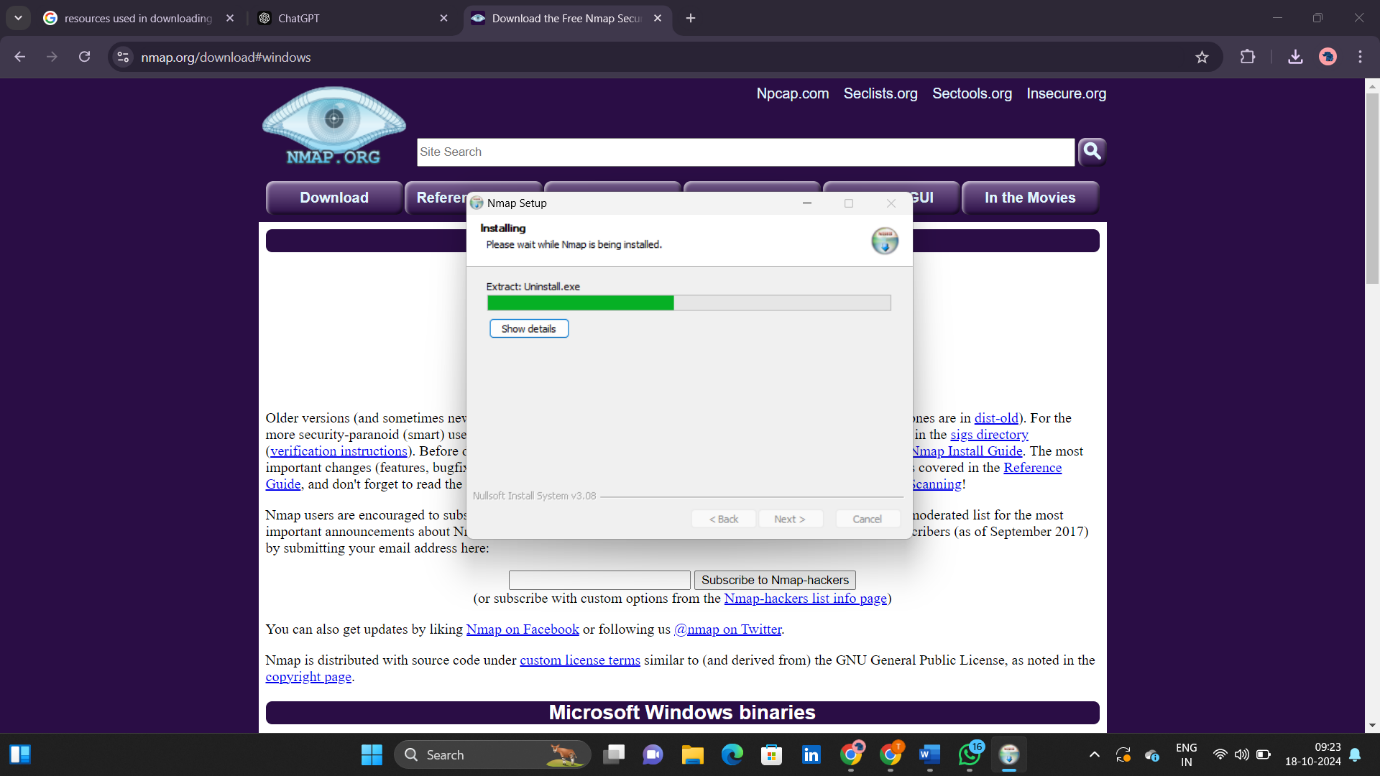 resources used in downloading
ChatGPT
Download the Free Nmap Secu
nmap.org/download#windows
Npcap.com Seclists.org Sectools.org Insecure.org
NMAP.ORG
Site Search
Download
GUI
In the Movies
Nmap Setup
Installing
Please wait while Nmap is being installed.
Extract: Uninstall.exe
Show details
Nullsoft Install System v3.08
< Back
Next >
Cancel
Older versions (and sometimes ones are in dist-old). For the
more security-paranoid (smart) in the sigs directory
(verification instructions). Before Nmap Install Guide. The most
important changes (features, covered in the Reference
Guide, and don't forget to read the Scanning!
Nmap users are encouraged to moderated list for the most
important announcements about (as of September 2017)
by submitting your email address here:
Subscribe to Nmap-hackers
(or subscribe with custom options from the Nmap-hackers list info page)
You can also get updates by liking Nmap on Facebook or following us @nmap on Twitter.
Nmap is distributed with source code under custom license terms similar to (and derived from) the GNU General Public License, as noted in the
copyright page.
Microsoft Windows binaries
Search
16
ENG
IN
09:23
18-10-2024